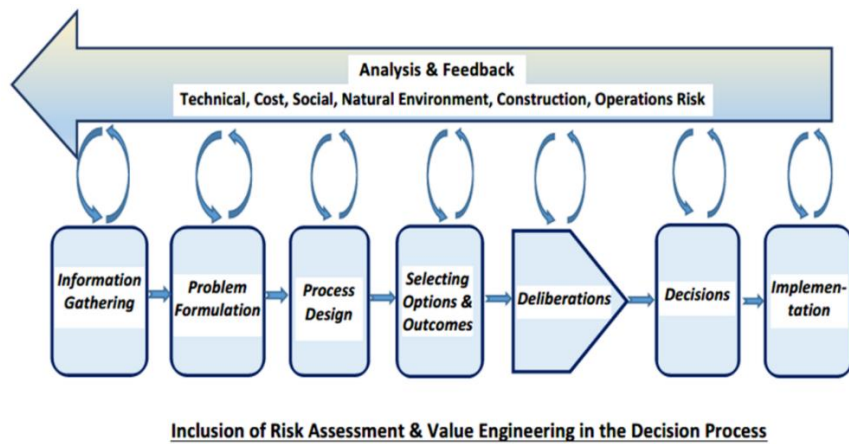 Analysis & Feedback
Technical, Cost, Social, Natural Environment, Construction, Operations Risk
Information
Gathering
Problem
Formulation
Process
Design
Selecting
Options &
Outcomes
Deliberations
Decisions
Implemen-
tation
Inclusion of Risk Assessment & Value Engineering in the Decision Process